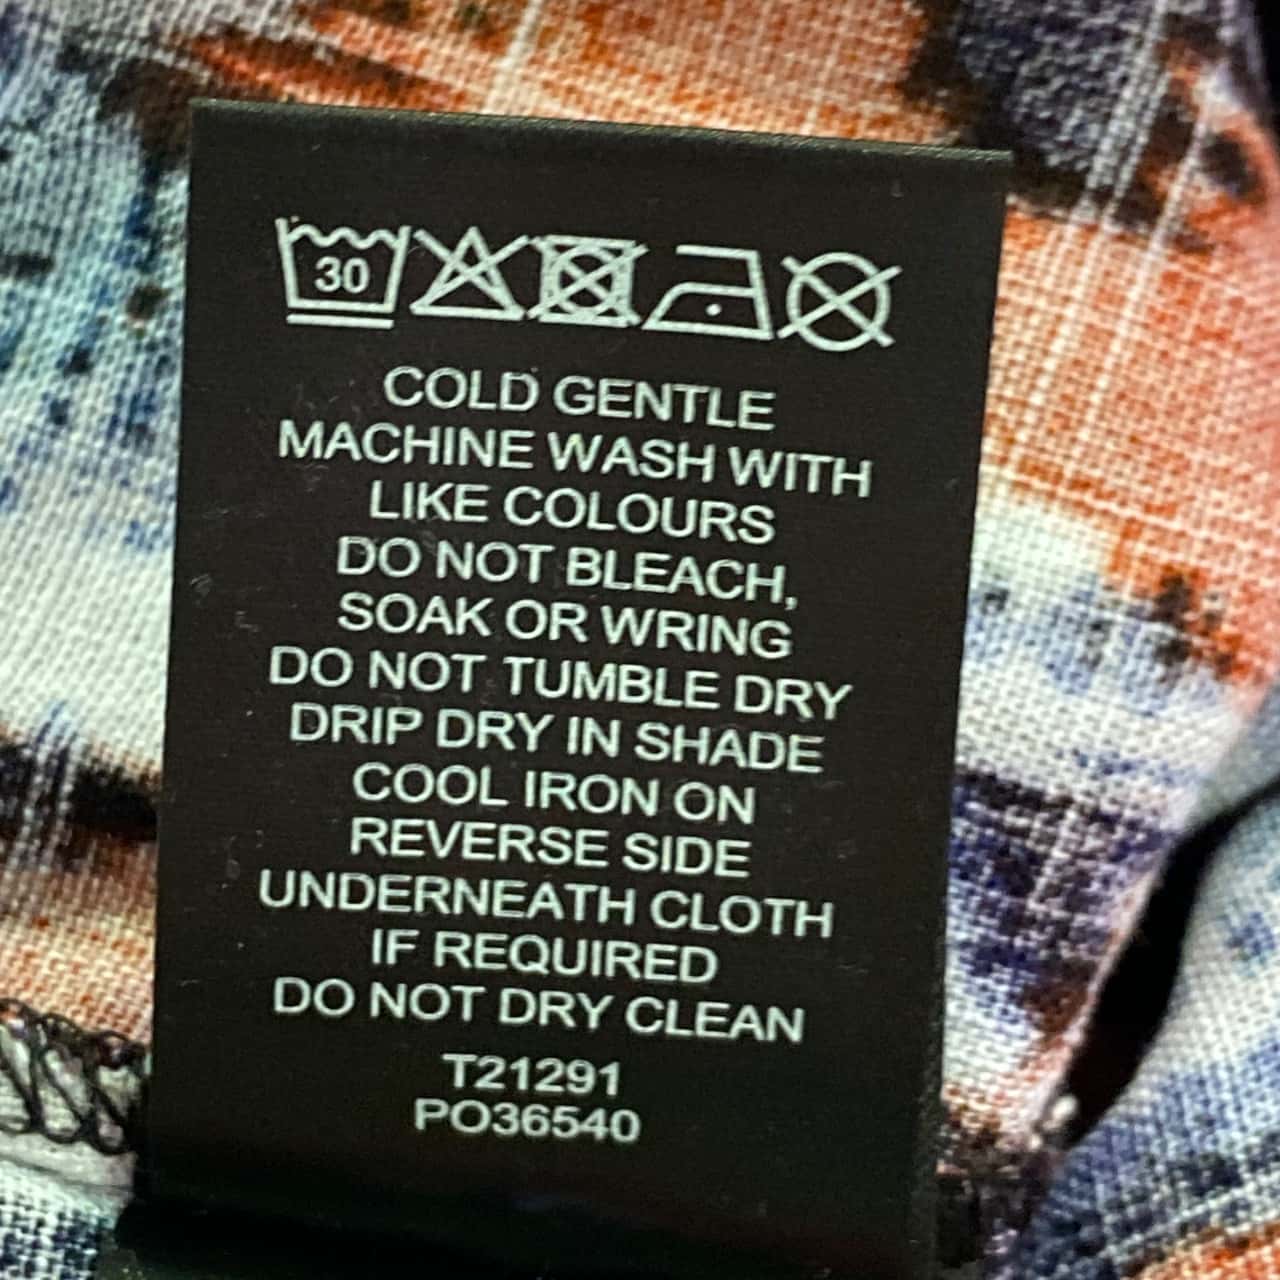 30
COLD GENTLE
MACHINE WASH WITH
LIKE COLOURS
DO NOT BLEACH,
SOAK OR WRING
DO NOT TUMBLE DRY
DRIP DRY IN SHADE
COOL IRON ON
REVERSE SIDE
UNDERNEATH CLOTH
IF REQUIRED
DO NOT DRY CLEAN
T21291
PO36540